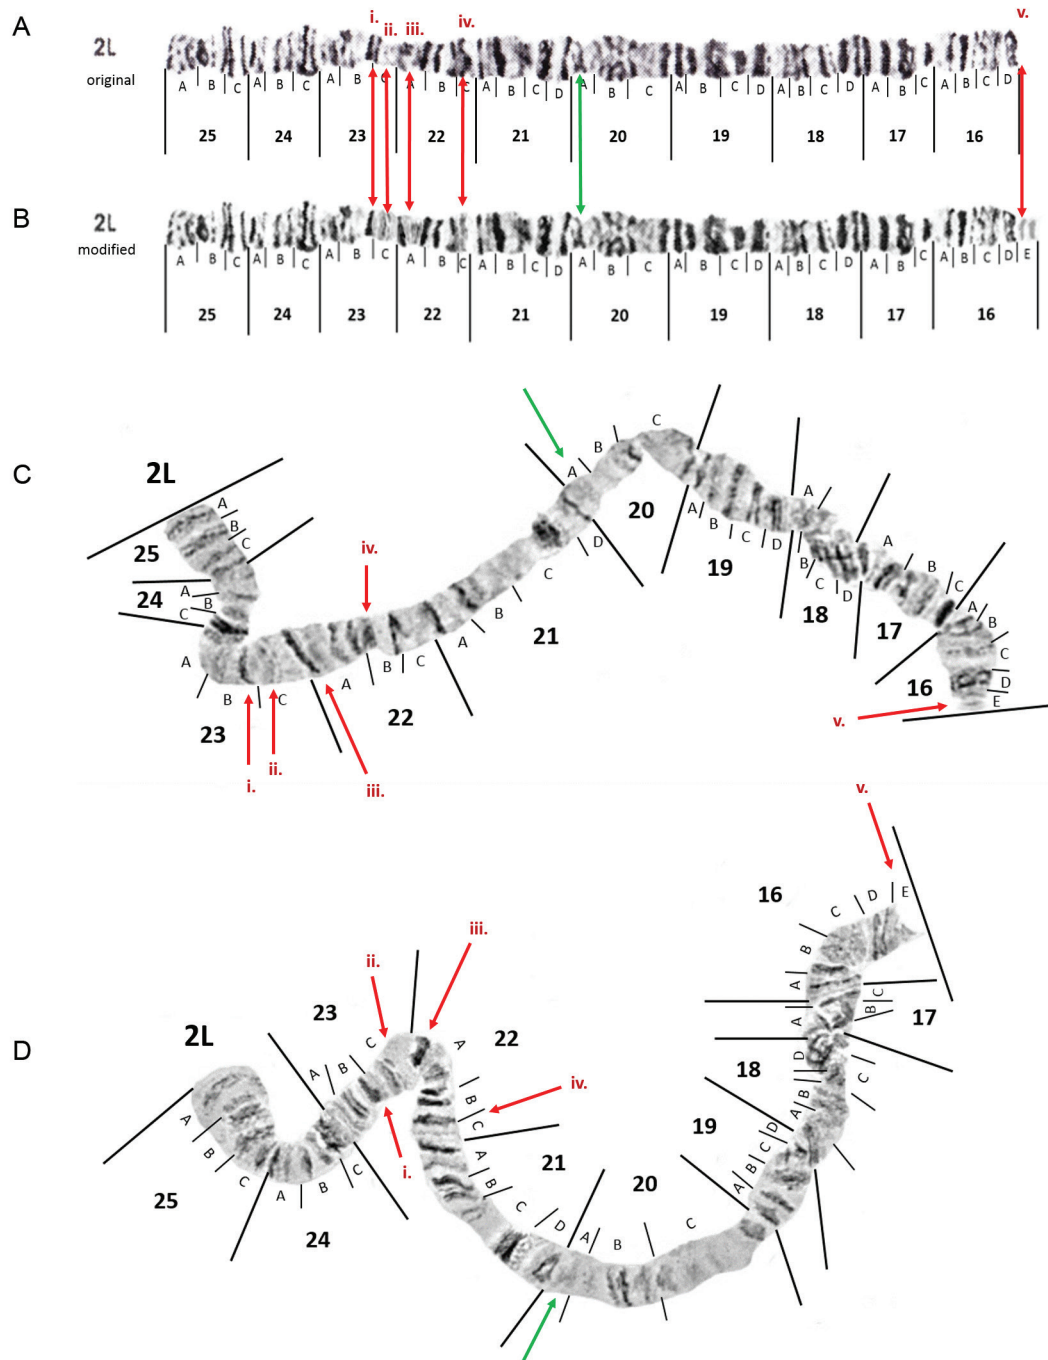 A
2L
original
i. ii. iii. iv. v.
A B C A B C A B C A B C A B C D A B C A B C D A B C D A B C A B C D
25 24 23 22 21 20 19 18 17 16
B
2L
modified
A B C A B C A B C A B C A B C D A B C A B C D A B C D A B C A B C D E
25 24 23 22 21 20 19 18 17 16
C
2L
25 A B C
24 A B C
23 A B C
22 A B C
21 A B C D
20 A B C
19 A B C D
18 A B C D
17 A B C
16 A B C D E
i. ii. iii. iv. v.
D
2L
25 A B C
24 A B C
23 A B C
22 A B C
21 A B C D
20 A B C
19 A B C D
18 A B C D
17 A B C
16 A B C D E
i. ii. iii. iv. v.